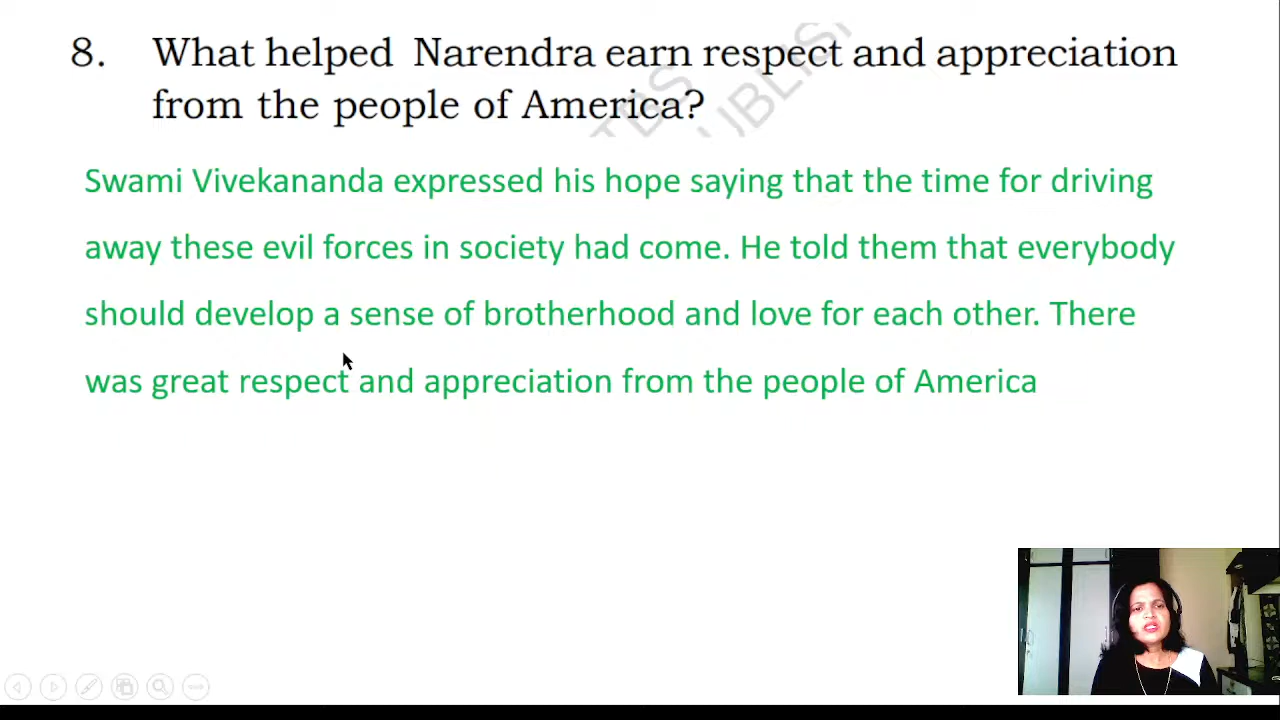 8. What helped Narendra earn respect and appreciation
from the people of America?
Swami Vivekananda expressed his hope saying that the time for driving
away these evil forces in society had come. He told them that everybody
should develop a sense of brotherhood and love for each other. There
was great respect and appreciation from the people of America